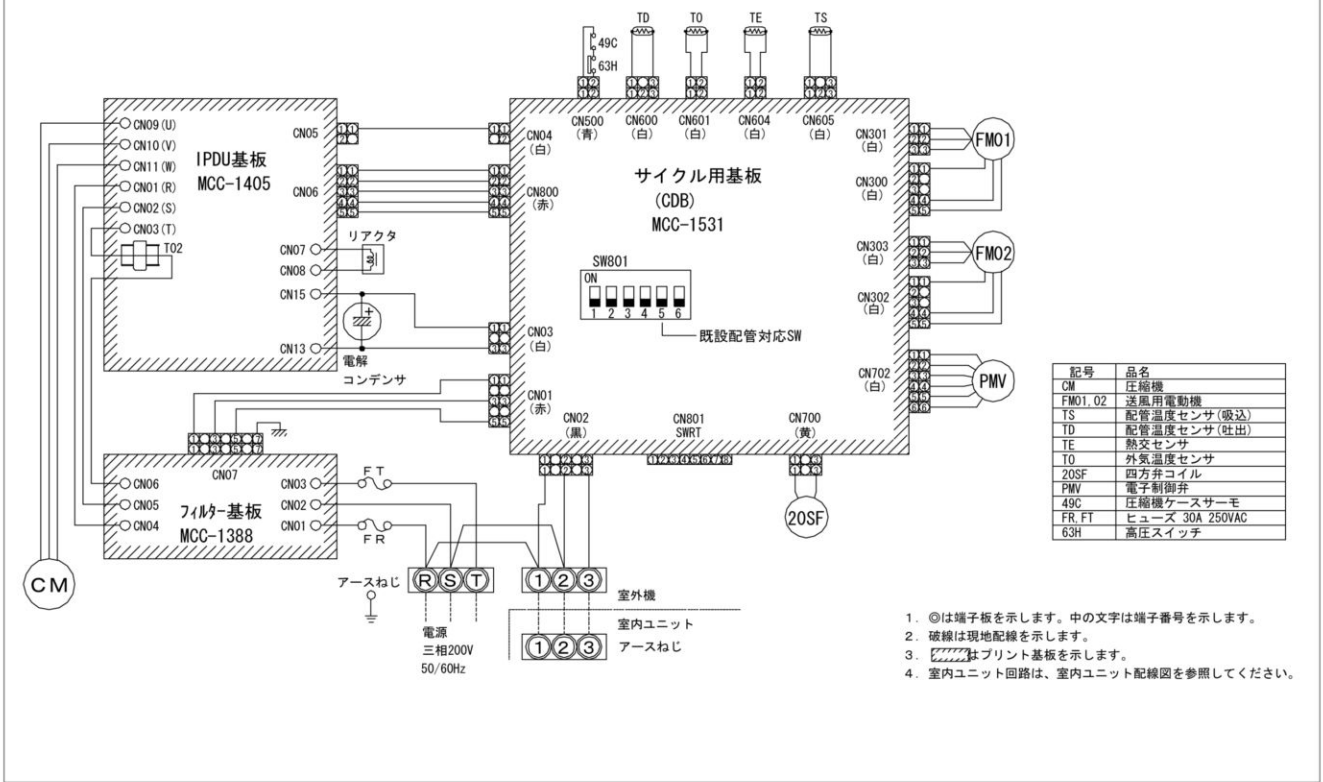 TD TO TE TS
49C
63H
① ② ① ② ③ ① ② ① ② ① ② ③
CN500 (青)
CN600 (白)
CN601 (白)
CN604 (白)
CN605 (白)
CN09 (U)
CN10 (V)
CN11 (W)
CN01 (R)
CN02 (S)
CN03 (T)
T02
IPDU基板
MCC-1405
CN05
CN06
CN07
CN08
CN15
CN13
リアクタ
+
電解
コンデンサ
CN04
(白)
CN800
(赤)
CN03
(白)
CN01
(赤)
サイクル用基板
(CDB)
MCC-1531
SW801
ON
1 2 3 4 5 6
既設配管対応SW
CN301
(白)
CN300
(白)
CN303
(白)
CN302
(白)
CN702
(白)
FM01
FM02
PMV
CN02
(黒)
CN801
SWRT
CN700
(黄)
①②③④⑤⑥⑦⑧
20SF
CN07
CN06
CN05
CN04
フィルター基板
MCC-1388
CN03
CN02
CN01
FT
FR
CM
アースねじ
R S T
電源
三相200V
50/60Hz
① ② ③
室外機
室内ユニット
① ② ③
アースねじ
記号 品名
CM 圧縮機
FM01,02 送風用電動機
TS 配管温度センサ(吸込)
TD 配管温度センサ(吐出)
TE 熱交センサ
TO 外気温度センサ
20SF 四方弁コイル
PMV 電子制御弁
49C 圧縮機ケースサーモ
FR,FT ヒューズ 30A 250VAC
63H 高圧スイッチ
1. ◎は端子板を示します。中の文字は端子番号を示します。
2. 破線は現地配線を示します。
3. はプリント基板を示します。
4. 室内ユニット回路は、室内ユニット配線図を参照してください。